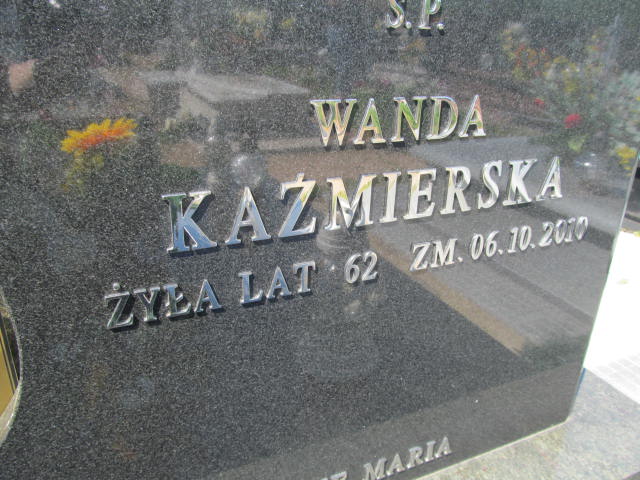 Ś.P.
WANDA
KAŹMIERSKA
ŻYŁA LAT 62 ZM. 06.10.2010
MARIA